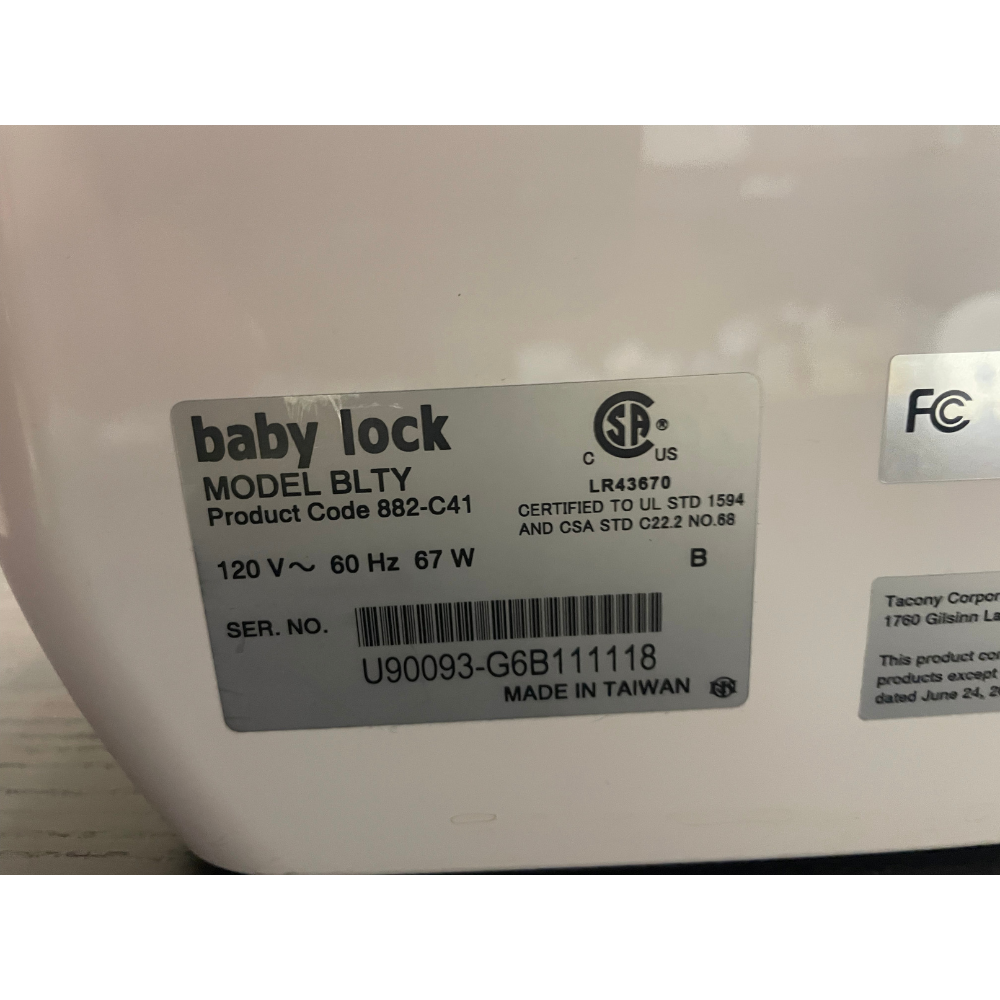 baby lock
MODEL BLTY
Product Code 882-C41
120 V~ 60 Hz 67 W
SER. NO.
U90093-G6B111118
MADE IN TAIWAN
CSA®
C US
LR43670
CERTIFIED TO UL STD 1594
AND CSA STD C22.2 NO.68
B
FC
Tacony Corpor
1760 Gilsinn La
This product co
products except
dated June 24, 2